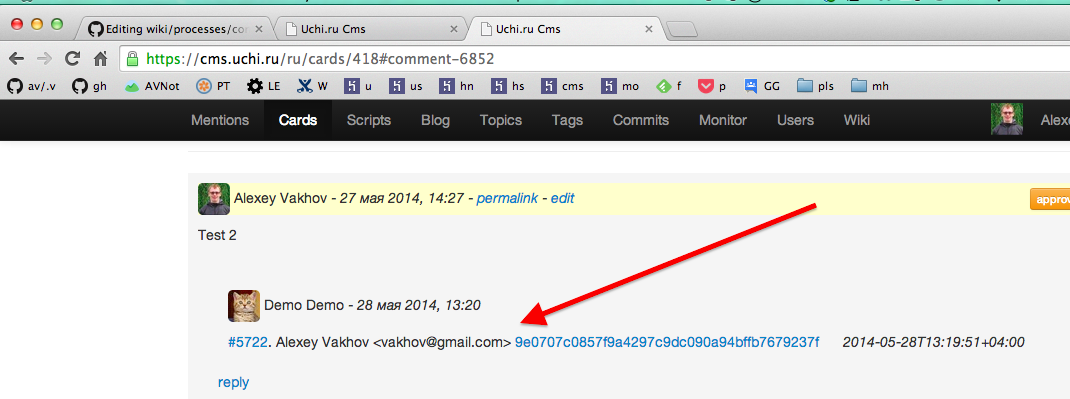 Editing wiki/processes/con
Uchi.ru Cms
Uchi.ru Cms
https://cms.uchi.ru/ru/cards/418#comment-6852
av/.v gh AVNot PT LE W u us hn hs cms mo f p GG pls mh
Mentions Cards Scripts Blog Topics Tags Commits Monitor Users Wiki Alexe
Alexey Vakhov - 27 мая 2014, 14:27 - permalink - edit
approv
Test 2
Demo Demo - 28 мая 2014, 13:20
#5722. Alexey Vakhov <vakhov@gmail.com> 9e0707c0857f9a4297c9dc090a94bffb7679237f 2014-05-28T13:19:51+04:00
reply